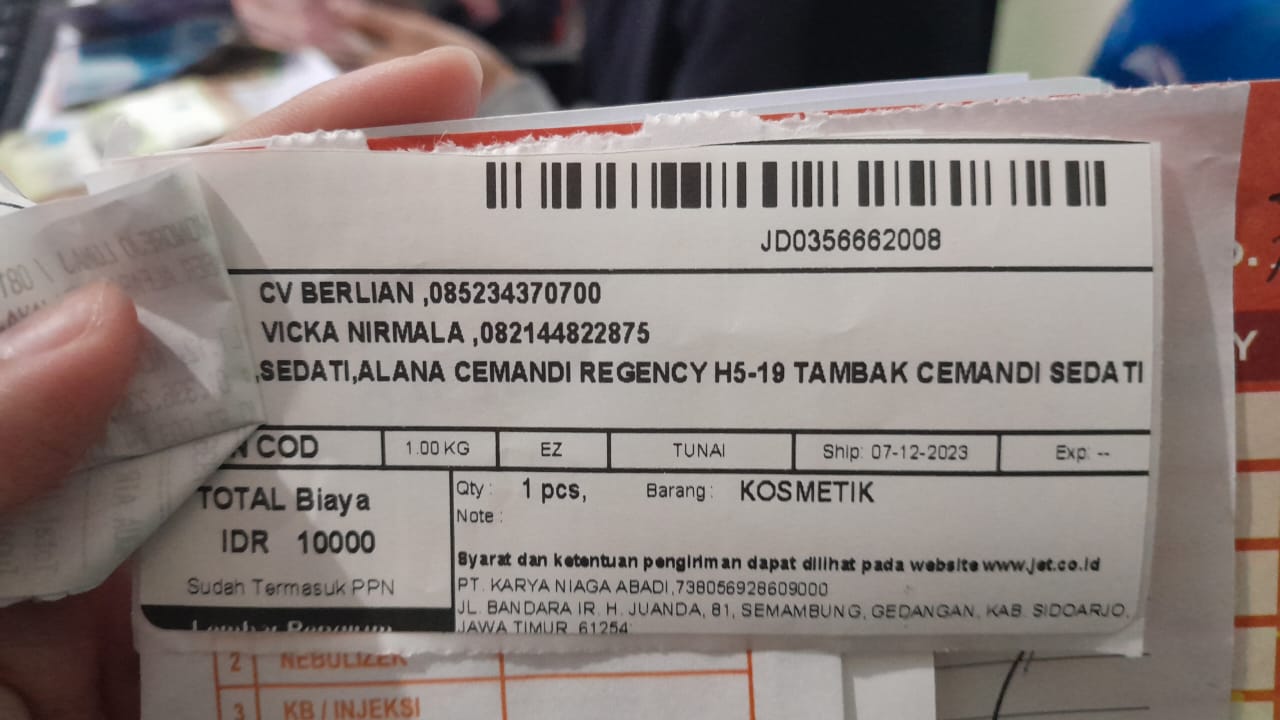 JD0356662008
CV BERLIAN ,085234370700
VICKA NIRMALA ,082144822875
,SEDATI,ALANA CEMANDI REGENCY H5-19 TAMBAK CEMANDI SEDATI
COD 1.00 KG EZ TUNAI Ship: 07-12-2023 Exp: --
TOTAL Biaya
IDR 10000
Sudah Termasuk PPN
Qty : 1 pcs, Barang : KOSMETIK
Note :
Syarat dan ketentuan pengiriman dapat dilihat pada website www.jet.co.id
PT. KARYA NIAGA ABADI,738056928609000
JL. BANDARA IR. H. JUANDA, 81, SEMAMBUNG, GEDANGAN, KAB. SIDOARJO,
JAWA TIMUR, 61254
Lembar Pengirim
2 NEBULIZER
3 KB / INJEKSI
Y